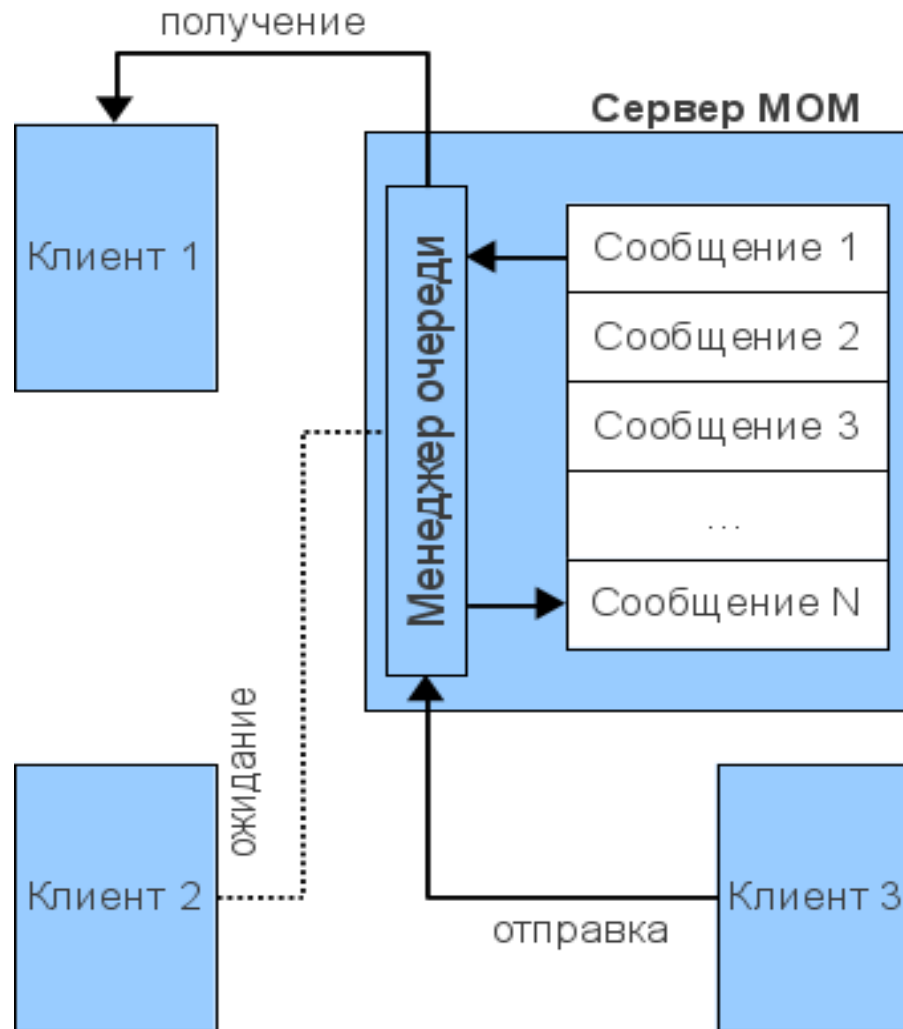 получение
Сервер МОМ
Клиент 1
Менеджер очереди
Сообщение 1
Сообщение 2
Сообщение 3
...
Сообщение N
ожидание
Клиент 2
отправка
Клиент 3